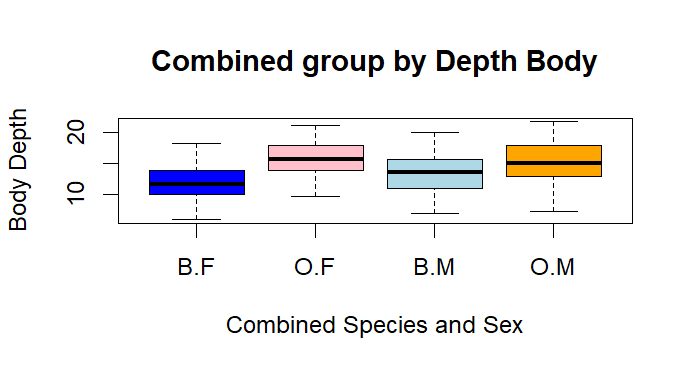 Combined group by Depth Body
Body Depth
20
10
B.F O.F B.M O.M
Combined Species and Sex